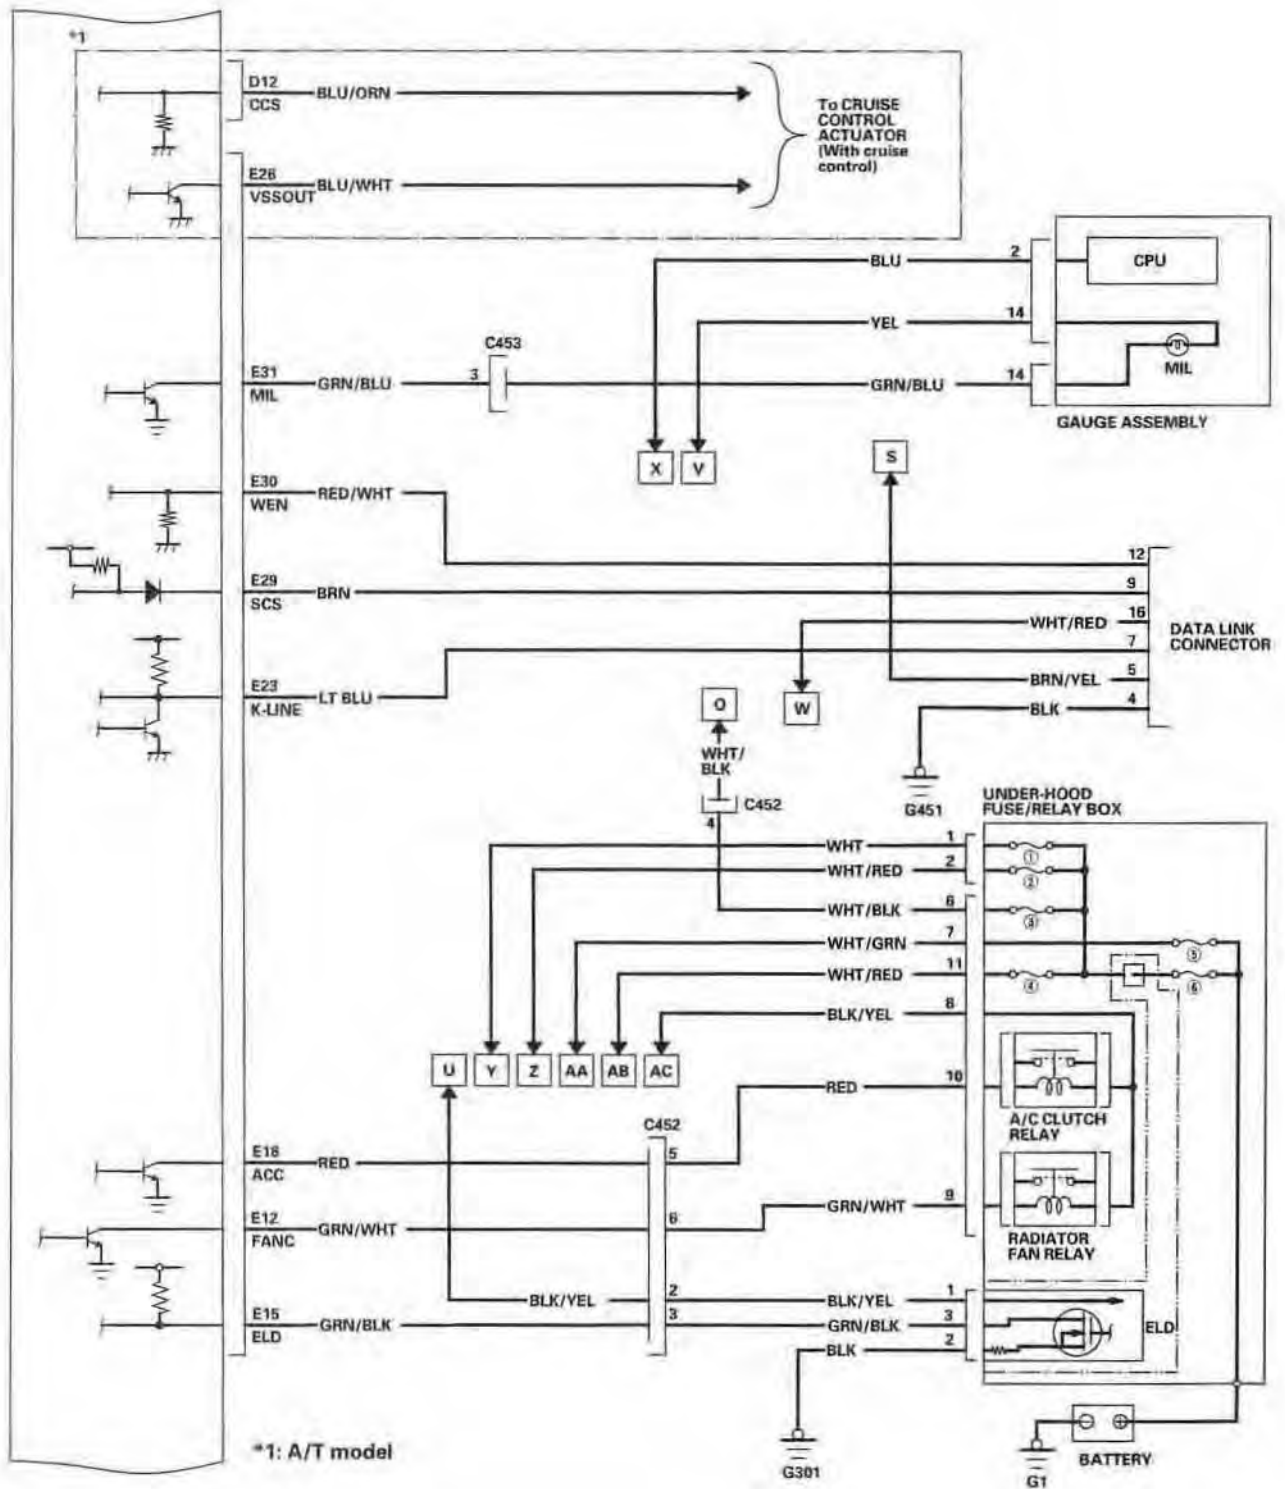 *1
D12
CCS
BLU/ORN
To CRUISE
CONTROL
ACTUATOR
(With cruise
control)
E26
VSSOUT
BLU/WHT
BLU
2
CPU
YEL
14
MIL
C453
E31
MIL
GRN/BLU
3
GRN/BLU
14
GAUGE ASSEMBLY
X
V
S
E30
WEN
RED/WHT
12
E29
SCS
BRN
9
WHT/RED
16
DATA LINK
CONNECTOR
7
E23
K-LINE
LT BLU
BRN/YEL
5
O
W
BLK
4
WHT/
BLK
C452
4
G451
UNDER-HOOD
FUSE/RELAY BOX
WHT
1
①
WHT/RED
2
②
WHT/BLK
6
③
WHT/GRN
7
⑤
WHT/RED
11
④
⑥
BLK/YEL
8
U
Y
Z
AA
AB
AC
RED
10
A/C CLUTCH
RELAY
C452
E18
ACC
RED
5
E12
FANC
GRN/WHT
6
GRN/WHT
9
RADIATOR
FAN RELAY
BLK/YEL
2
BLK/YEL
1
E15
ELD
GRN/BLK
3
GRN/BLK
3
ELD
BLK
2
*1: A/T model
G301
G1
BATTERY